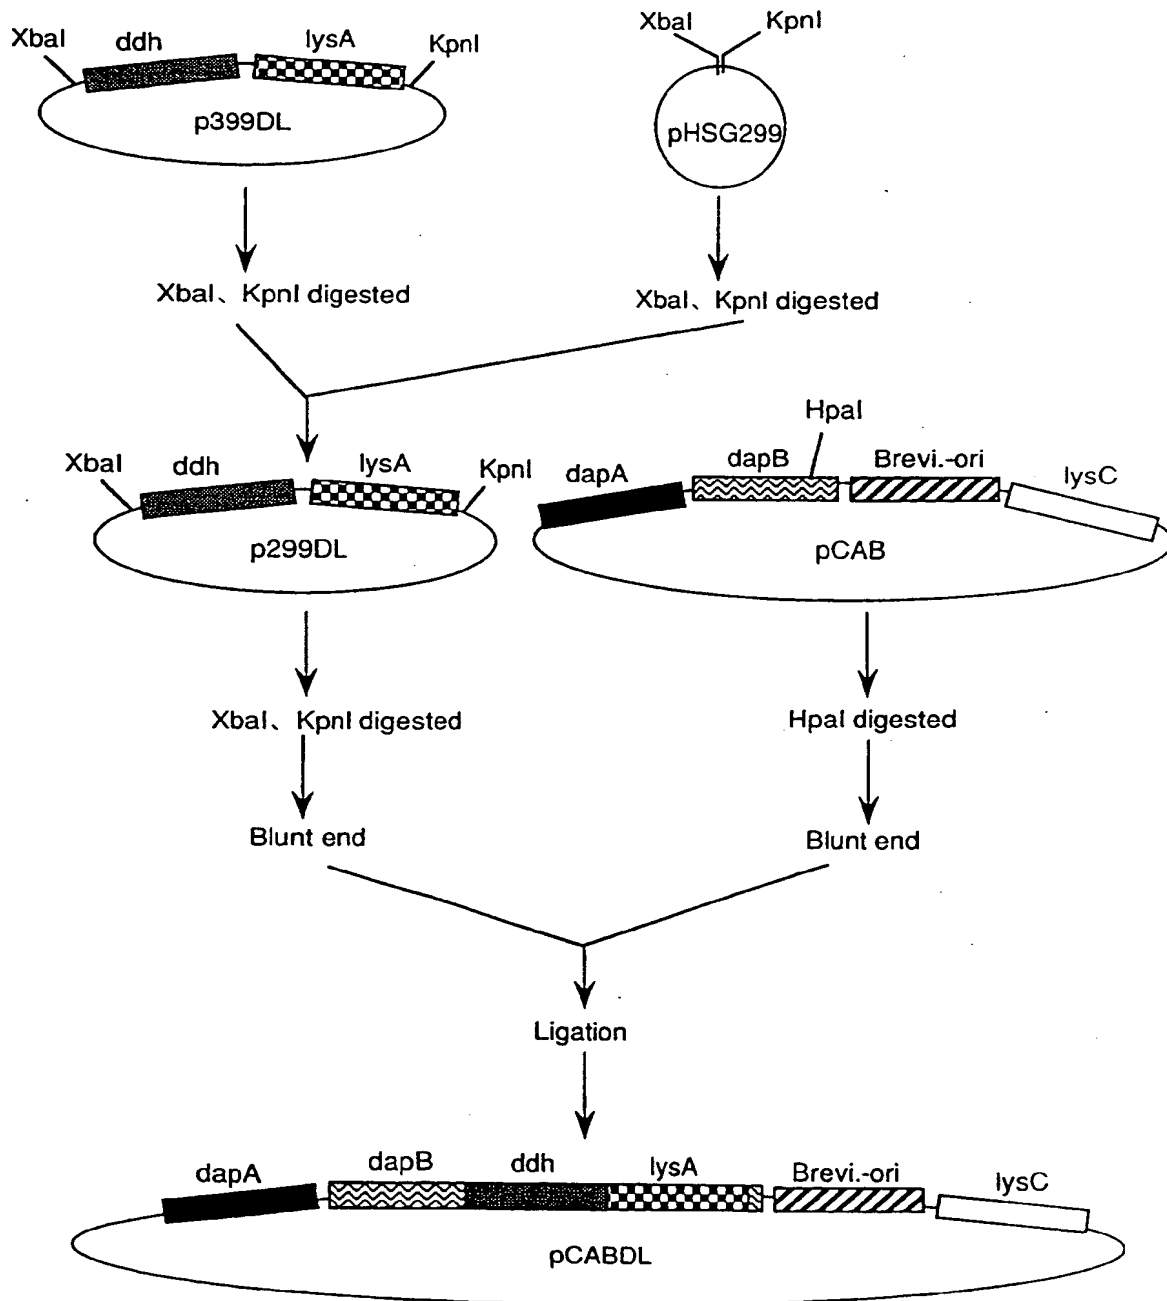 XbaI
ddh
lysA
KpnI
p399DL
XbaI
KpnI
pHSG299
XbaI、KpnI digested
XbaI、KpnI digested
XbaI
ddh
lysA
KpnI
p299DL
HpaI
dapA
dapB
Brevi.-ori
lysC
pCAB
XbaI、KpnI digested
HpaI digested
Blunt end
Blunt end
Ligation
dapA
dapB
ddh
lysA
Brevi.-ori
lysC
pCABDL